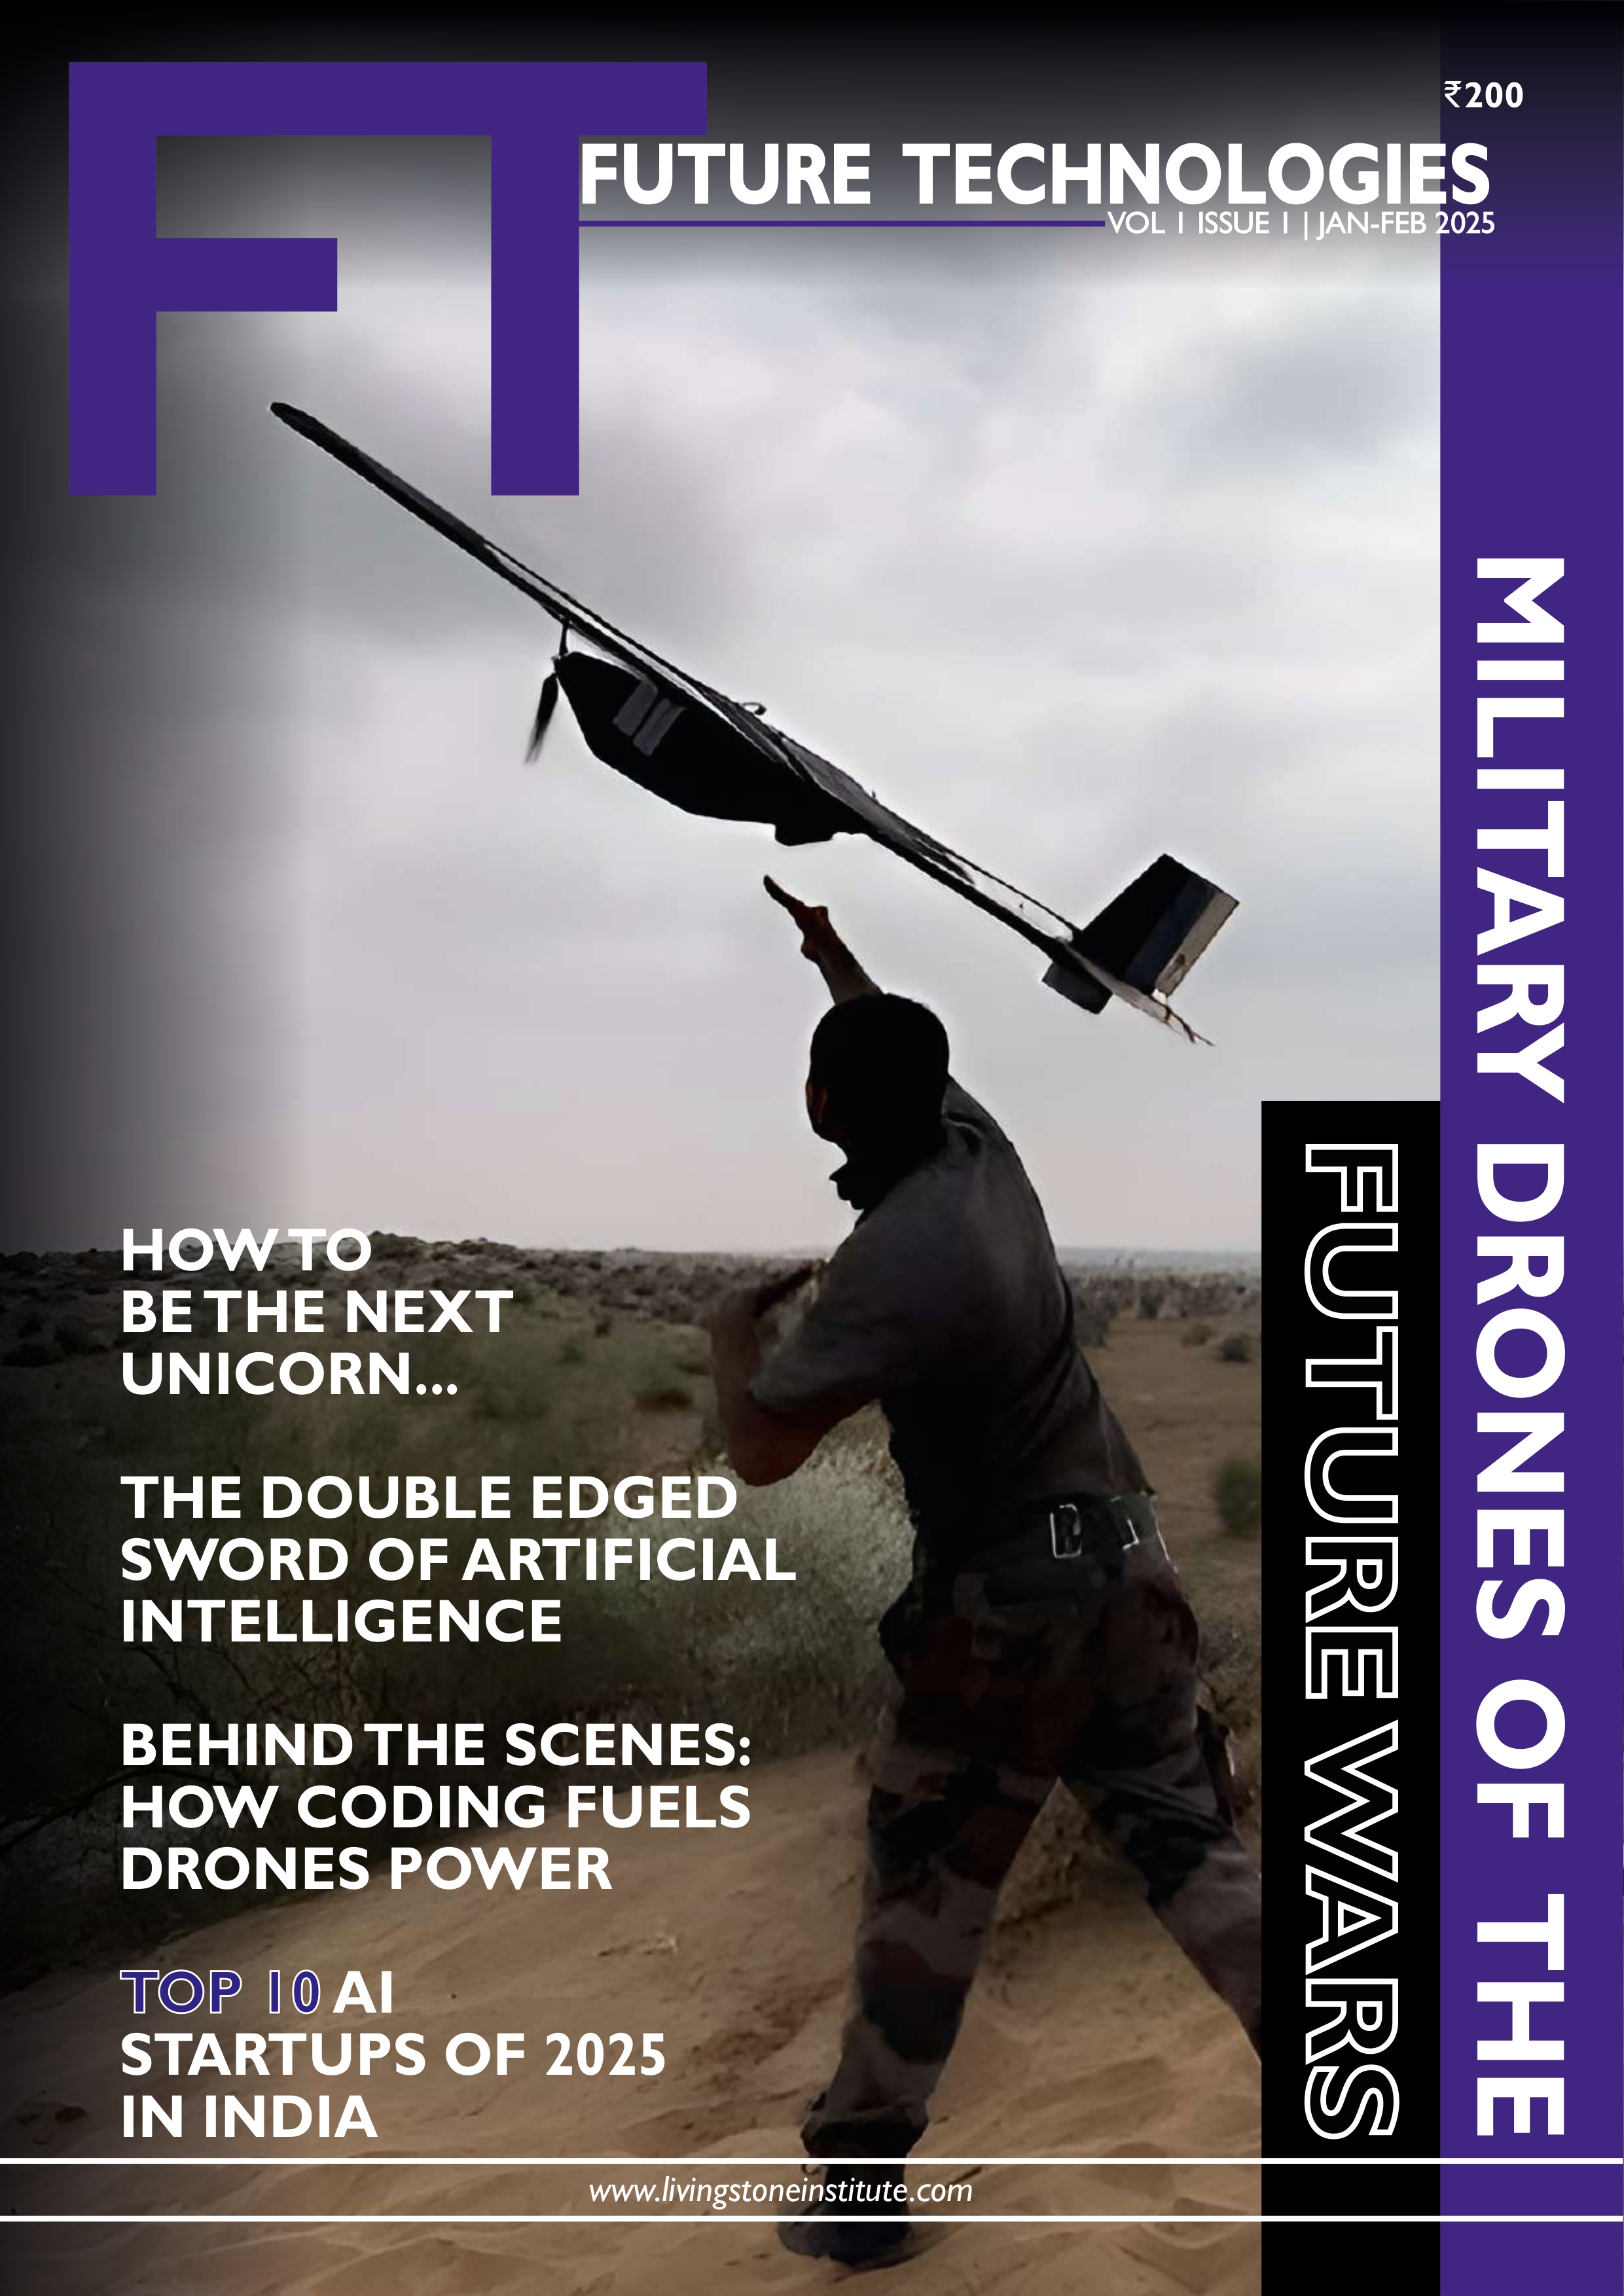 FT
₹200
FUTURE TECHNOLOGIES
VOL 1 ISSUE 1 | JAN-FEB 2025
MILITARY DRONES OF THE
FUTURE WARS
HOW TO
BE THE NEXT
UNICORN...
THE DOUBLE EDGED
SWORD OF ARTIFICIAL
INTELLIGENCE
BEHIND THE SCENES:
HOW CODING FUELS
DRONES POWER
TOP 10 AI
STARTUPS OF 2025
IN INDIA
www.livingstoneinstitute.com